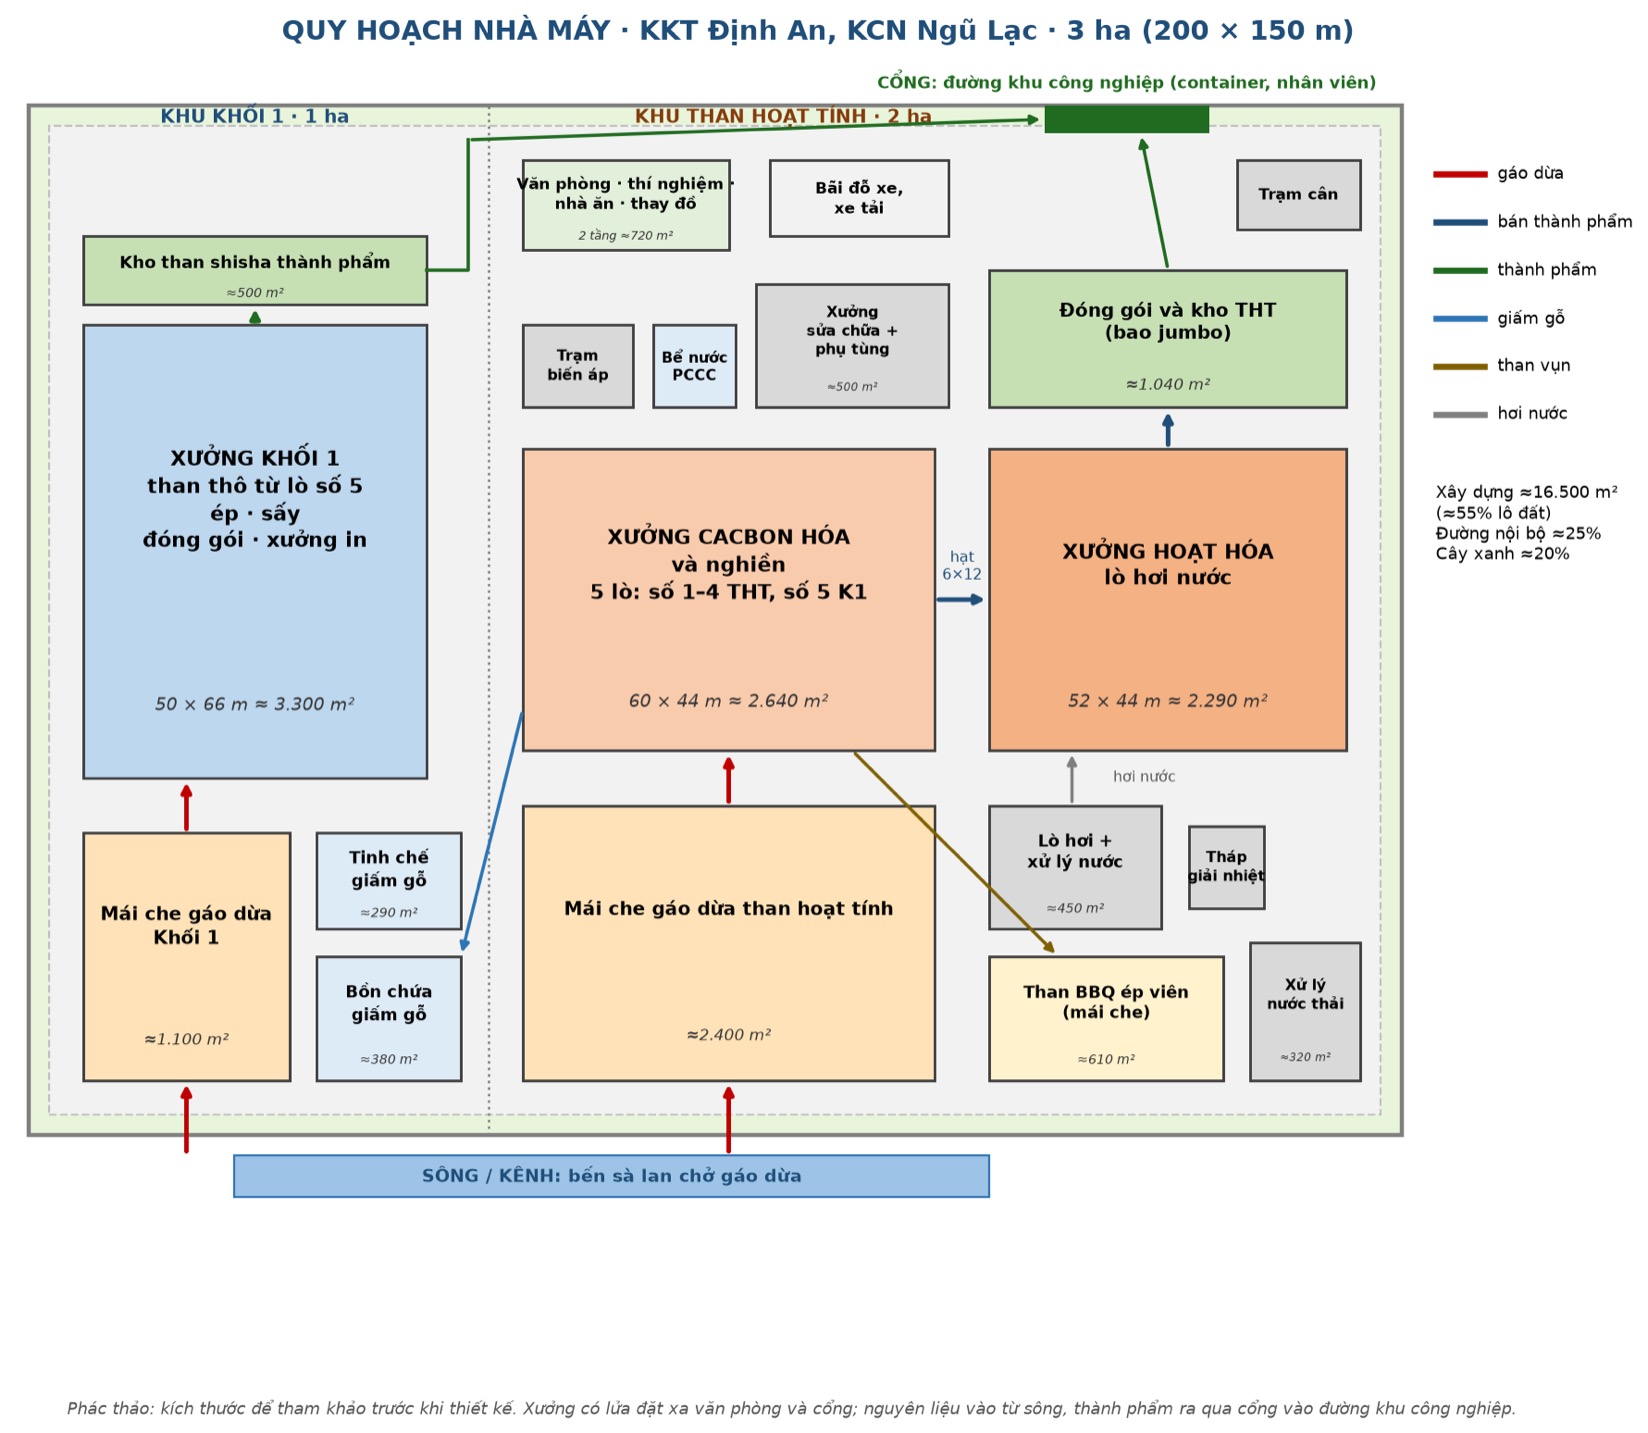 QUY HOẠCH NHÀ MÁY · KKT Định An, KCN Ngũ Lạc · 3 ha (200 × 150 m)
CỔNG: đường khu công nghiệp (container, nhân viên)
KHU KHỐI 1 · 1 ha
KHU THAN HOẠT TÍNH · 2 ha
Văn phòng · thí nghiệm ·
nhà ăn · thay đồ
2 tầng ≈720 m²
Bãi đỗ xe,
xe tải
Trạm cân
Kho than shisha thành phẩm
≈500 m²
Trạm
biến áp
Bể nước
PCCC
Xưởng
sửa chữa +
phụ tùng
≈500 m²
Đóng gói và kho THT
(bao jumbo)
≈1.040 m²
XƯỞNG KHỐI 1
than thô từ lò số 5
ép · sấy
đóng gói · xưởng in
50 × 66 m ≈ 3.300 m²
XƯỞNG CACBON HÓA
và nghiền
5 lò: số 1–4 THT, số 5 K1
60 × 44 m ≈ 2.640 m²
hạt
6×12
XƯỞNG HOẠT HÓA
lò hơi nước
52 × 44 m ≈ 2.290 m²
hơi nước
Mái che gáo dừa
Khối 1
≈1.100 m²
Tinh chế
giấm gỗ
≈290 m²
Bồn chứa
giấm gỗ
≈380 m²
Mái che gáo dừa than hoạt tính
≈2.400 m²
Lò hơi +
xử lý nước
≈450 m²
Tháp
giải nhiệt
Than BBQ ép viên
(mái che)
≈610 m²
Xử lý
nước thải
≈320 m²
SÔNG / KÊNH: bến sà lan chở gáo dừa
gáo dừa
bán thành phẩm
thành phẩm
giấm gỗ
than vụn
hơi nước
Xây dựng ≈16.500 m²
(≈55% lô đất)
Đường nội bộ ≈25%
Cây xanh ≈20%
Phác thảo: kích thước để tham khảo trước khi thiết kế. Xưởng có lửa đặt xa văn phòng và cổng; nguyên liệu vào từ sông, thành phẩm ra qua cổng vào đường khu công nghiệp.